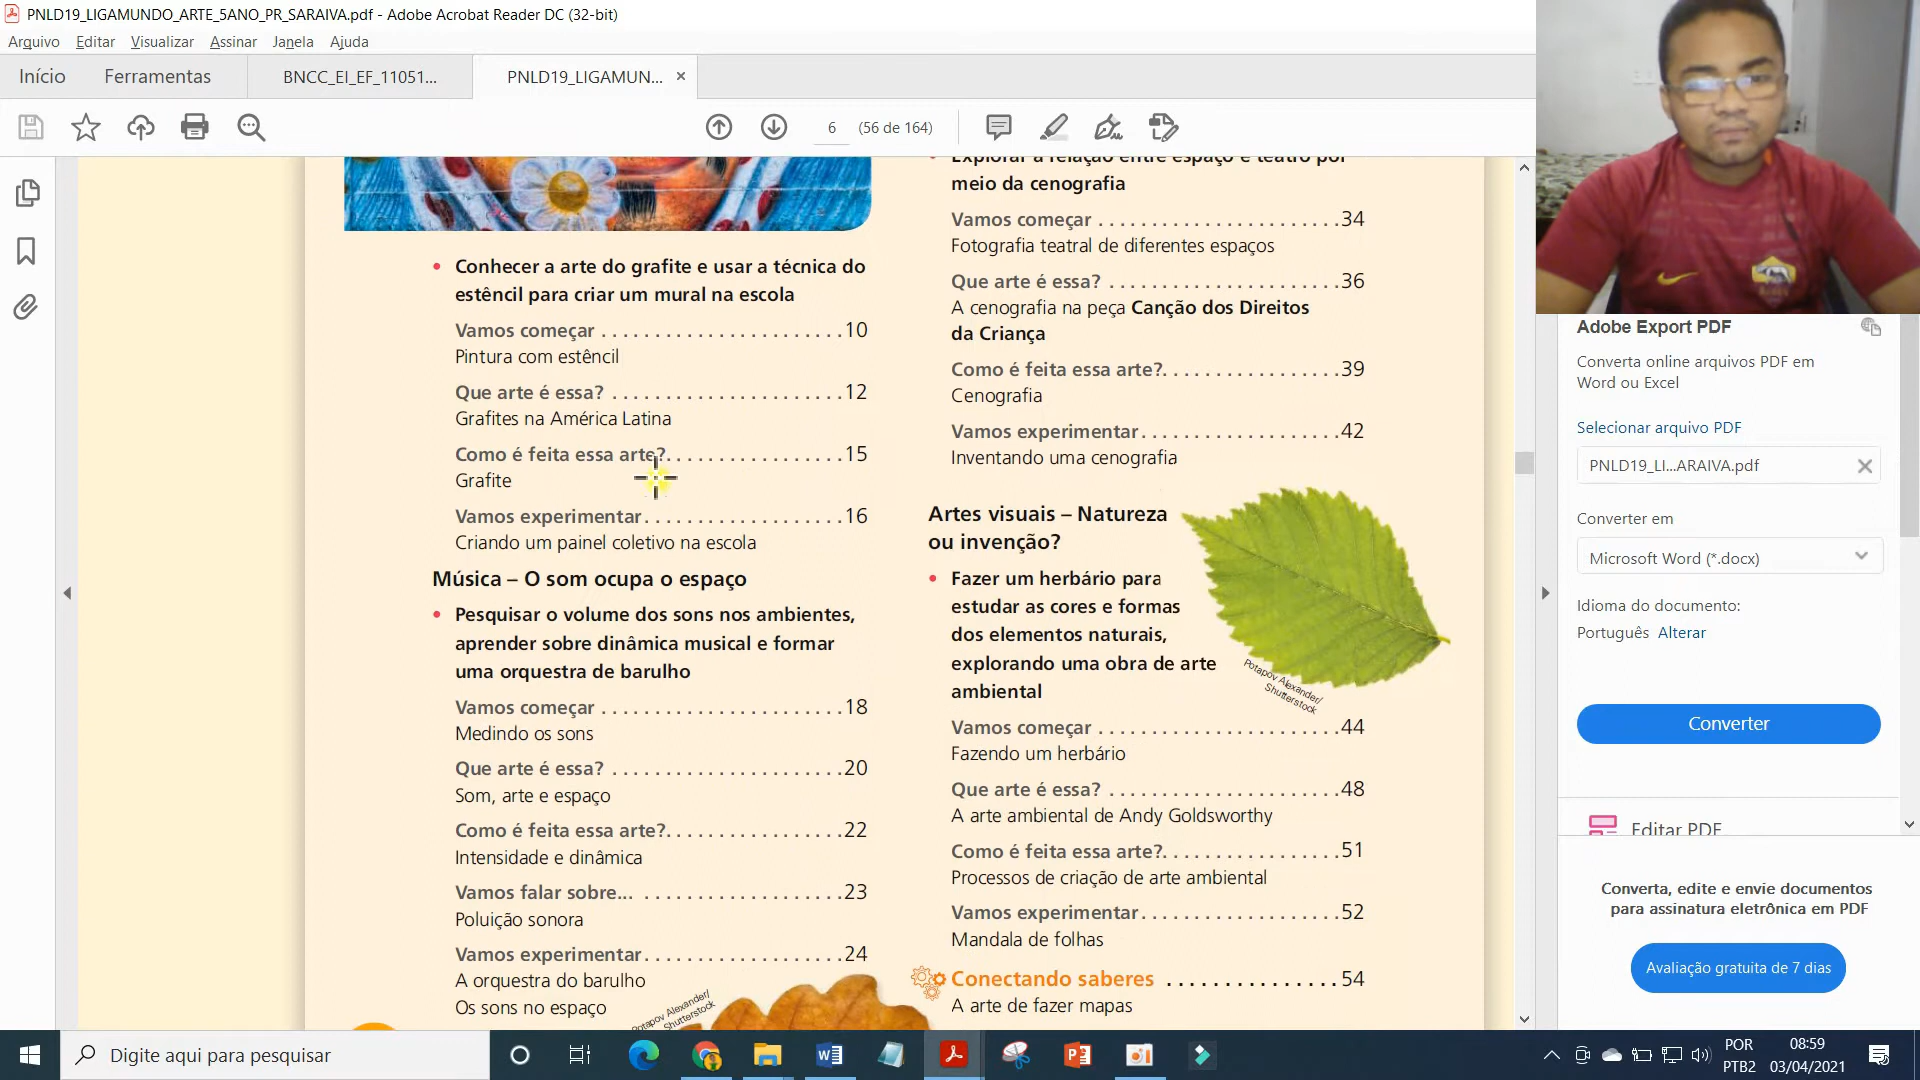 PNLD19_LIGAMUNDO_ARTE_5ANO_PR_SARAIVA.pdf - Adobe Acrobat Reader DC (32-bit)
Arquivo Editar Visualizar Assinar Janela Ajuda
Início Ferramentas BNCC_EI_EF_11051... PNLD19_LIGAMUN... ×
6 (56 de 164)
Conhecer a arte do grafite e usar a técnica do
estêncil para criar um mural na escola
Vamos começar ......................10
Pintura com estêncil
Que arte é essa? .....................12
Grafites na América Latina
Como é feita essa arte?................15
Grafite
Vamos experimentar..................16
Criando um painel coletivo na escola
Música – O som ocupa o espaço
Pesquisar o volume dos sons nos ambientes,
aprender sobre dinâmica musical e formar
uma orquestra de barulho
Vamos começar ......................18
Medindo os sons
Que arte é essa? .....................20
Som, arte e espaço
Como é feita essa arte?................22
Intensidade e dinâmica
Vamos falar sobre... ..................23
Poluição sonora
Vamos experimentar..................24
A orquestra do barulho
Os sons no espaço
Potapov Alexander/
Shutterstock
Explorar a relação entre espaço e teatro por
meio da cenografia
Vamos começar ......................34
Fotografia teatral de diferentes espaços
Que arte é essa? .....................36
A cenografia na peça Canção dos Direitos
da Criança
Como é feita essa arte?................39
Cenografia
Vamos experimentar..................42
Inventando uma cenografia
Artes visuais – Natureza
ou invenção?
Fazer um herbário para
estudar as cores e formas
dos elementos naturais,
explorando uma obra de arte
ambiental
Potapov Alexander/
Shutterstock
Vamos começar ......................44
Fazendo um herbário
Que arte é essa? .....................48
A arte ambiental de Andy Goldsworthy
Como é feita essa arte?................51
Processos de criação de arte ambiental
Vamos experimentar..................52
Mandala de folhas
Conectando saberes ...............54
A arte de fazer mapas
Adobe Export PDF
Converta online arquivos PDF em
Word ou Excel
Selecionar arquivo PDF
PNLD19_LI...ARAIVA.pdf
Converter em
Microsoft Word (*.docx)
Idioma do documento:
Português Alterar
Converter
Editar PDF
Converta, edite e envie documentos
para assinatura eletrônica em PDF
Avaliação gratuita de 7 dias
Digite aqui para pesquisar
POR
PTB2
08:59
03/04/2021